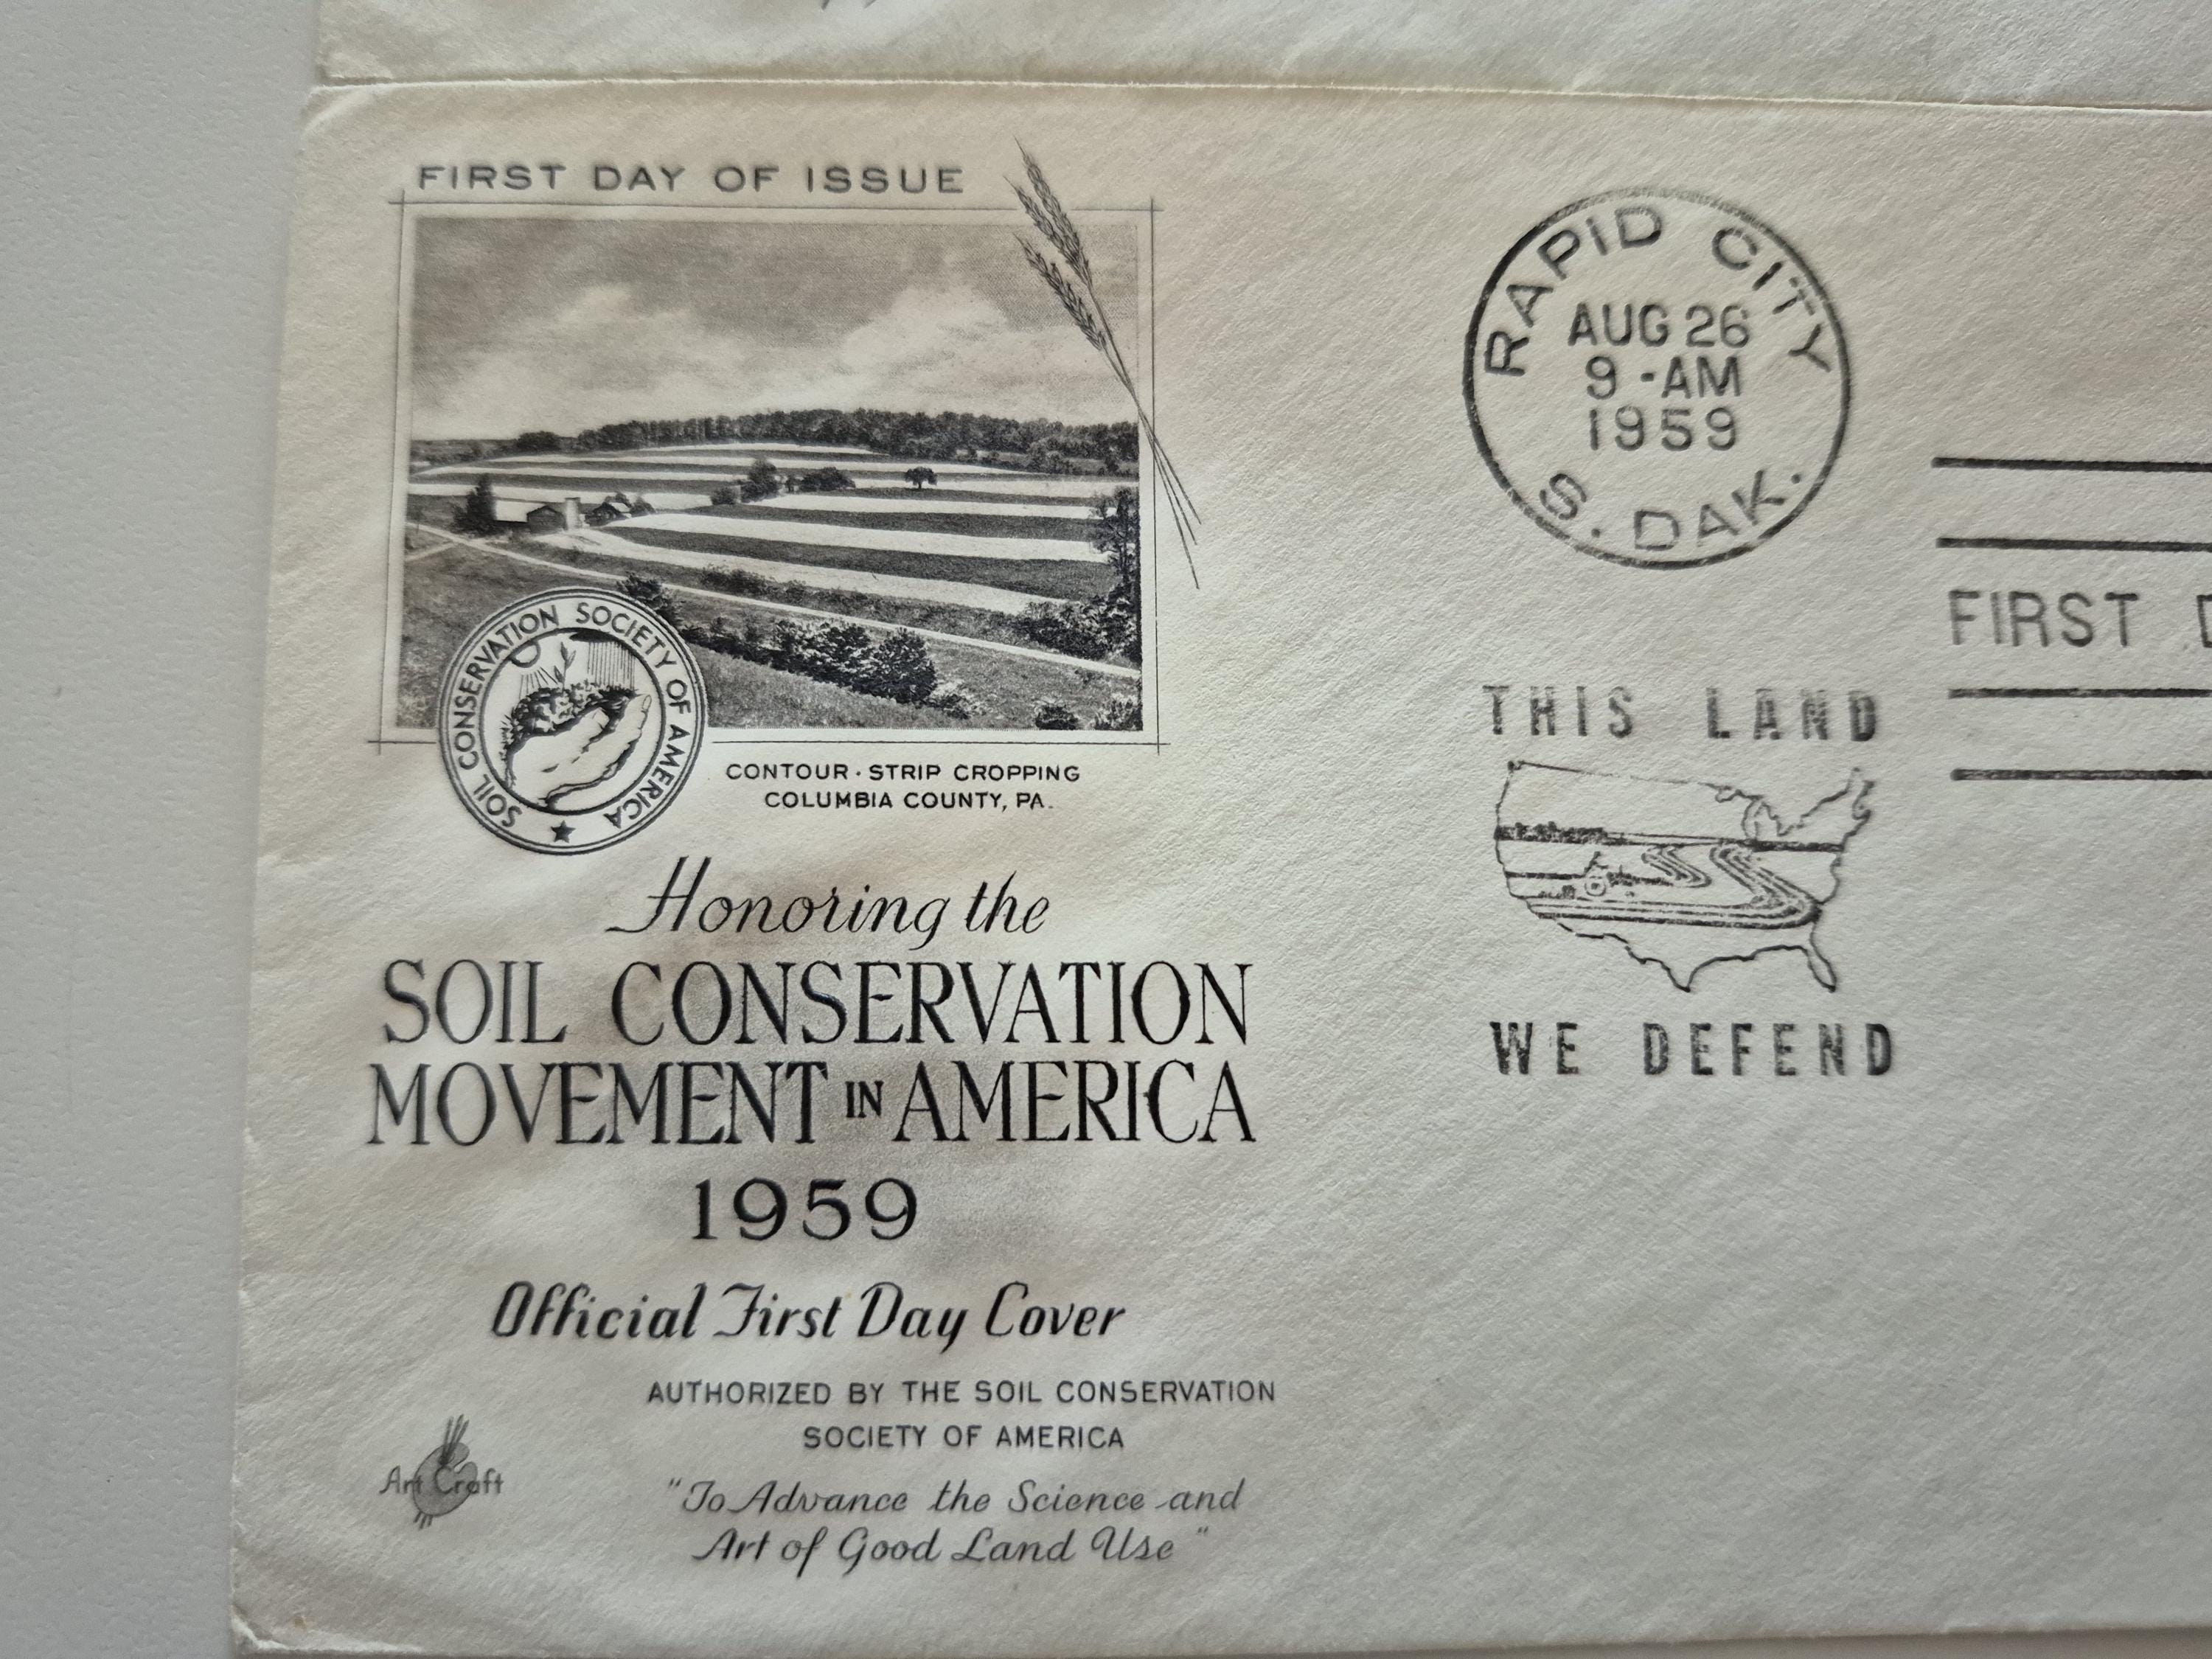 FIRST DAY OF ISSUE
SOIL CONSERVATION SOCIETY OF AMERICA
CONTOUR · STRIP CROPPING
COLUMBIA COUNTY, PA.
Honoring the
SOIL CONSERVATION
MOVEMENT IN AMERICA
1959
Official First Day Cover
AUTHORIZED BY THE SOIL CONSERVATION
SOCIETY OF AMERICA
Art Craft
"To Advance the Science and
Art of Good Land Use"
RAPID CITY
AUG 26
9 -AM
1959
S. DAK.
FIRST
THIS LAND
WE DEFEND